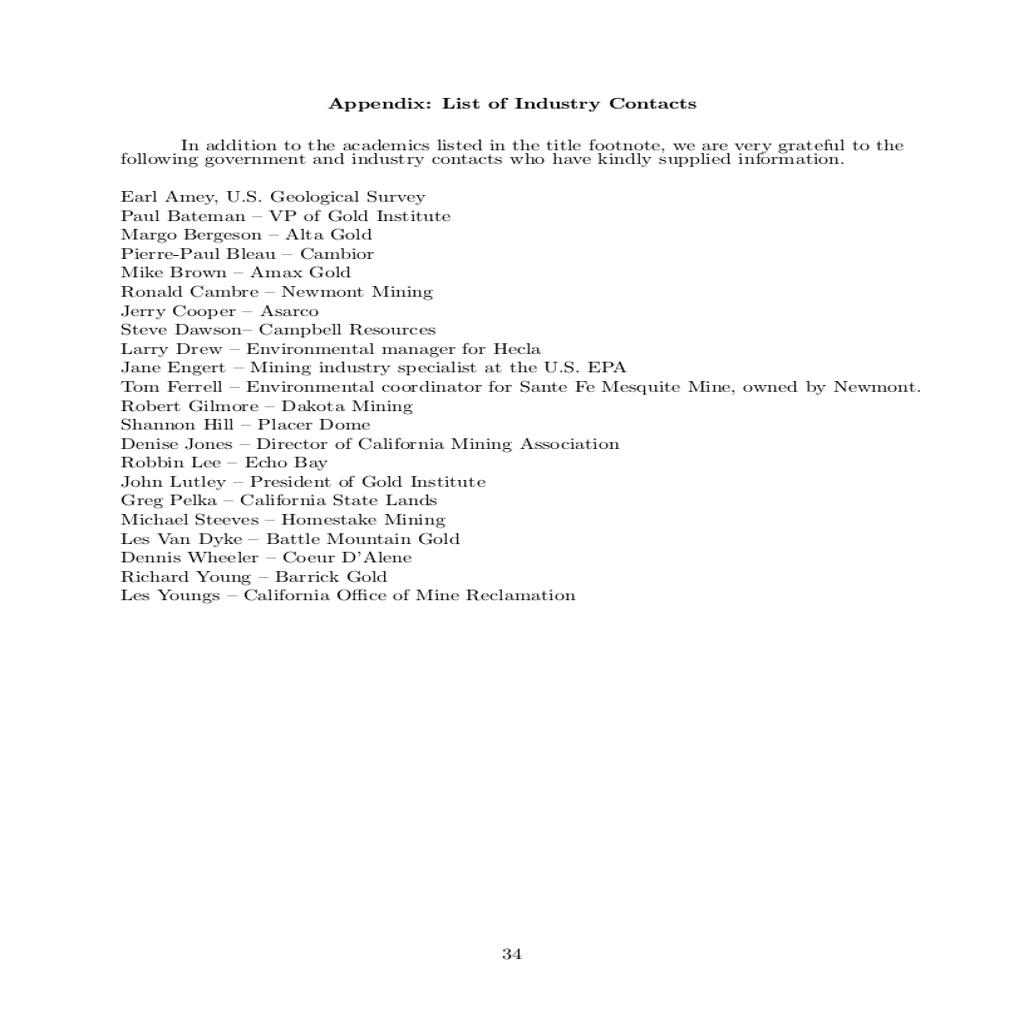 Appendix: List of Industry Contacts
In addition to the academics listed in the title footnote, we are very grateful to the
following government and industry contacts who have kindly supplied information.
Earl Amey, U.S. Geological Survey
Paul Bateman – VP of Gold Institute
Margo Bergeson – Alta Gold
Pierre-Paul Bleau – Cambior
Mike Brown – Amax Gold
Ronald Cambre – Newmont Mining
Jerry Cooper – Asarco
Steve Dawson– Campbell Resources
Larry Drew – Environmental manager for Hecla
Jane Engert – Mining industry specialist at the U.S. EPA
Tom Ferrell – Environmental coordinator for Sante Fe Mesquite Mine, owned by Newmont.
Robert Gilmore – Dakota Mining
Shannon Hill – Placer Dome
Denise Jones – Director of California Mining Association
Robbin Lee – Echo Bay
John Lutley – President of Gold Institute
Greg Pelka – California State Lands
Michael Steeves – Homestake Mining
Les Van Dyke – Battle Mountain Gold
Dennis Wheeler – Coeur D'Alene
Richard Young – Barrick Gold
Les Youngs – California Office of Mine Reclamation
34